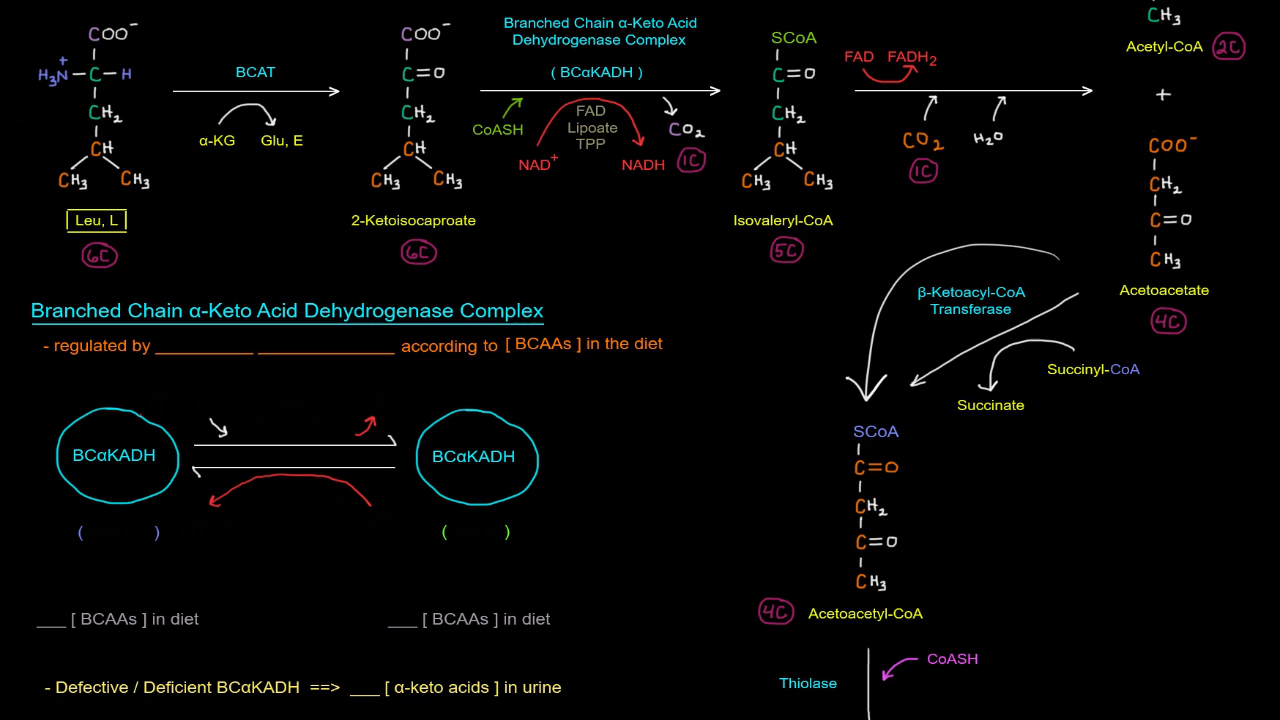 COO⁻
H₃N⁺ — C — H
CH₂
CH
CH₃ CH₃
Leu, L
6C
BCAT
α-KG Glu, E
COO⁻
C=O
CH₂
CH
CH₃ CH₃
2-Ketoisocaproate
6C
Branched Chain α-Keto Acid
Dehydrogenase Complex
( BCαKADH )
CoASH
FAD
Lipoate
TPP
NAD⁺ NADH
CO₂
1C
SCoA
C=O
CH₂
CH
CH₃ CH₃
Isovaleryl-CoA
5C
FAD FADH₂
CO₂ H₂O
1C
CH₃
Acetyl-CoA 2C
+
COO⁻
CH₂
C=O
CH₃
Acetoacetate
4C
β-Ketoacyl-CoA
Transferase
Succinyl-CoA
Succinate
SCoA
C=O
CH₂
C=O
CH₃
4C Acetoacetyl-CoA
CoASH
Thiolase
Branched Chain α-Keto Acid Dehydrogenase Complex
- regulated by __________ ______________ according to [ BCAAs ] in the diet
BCαKADH BCαKADH
( ) ( )
___ [ BCAAs ] in diet ___ [ BCAAs ] in diet
- Defective / Deficient BCαKADH ==> ___ [ α-keto acids ] in urine